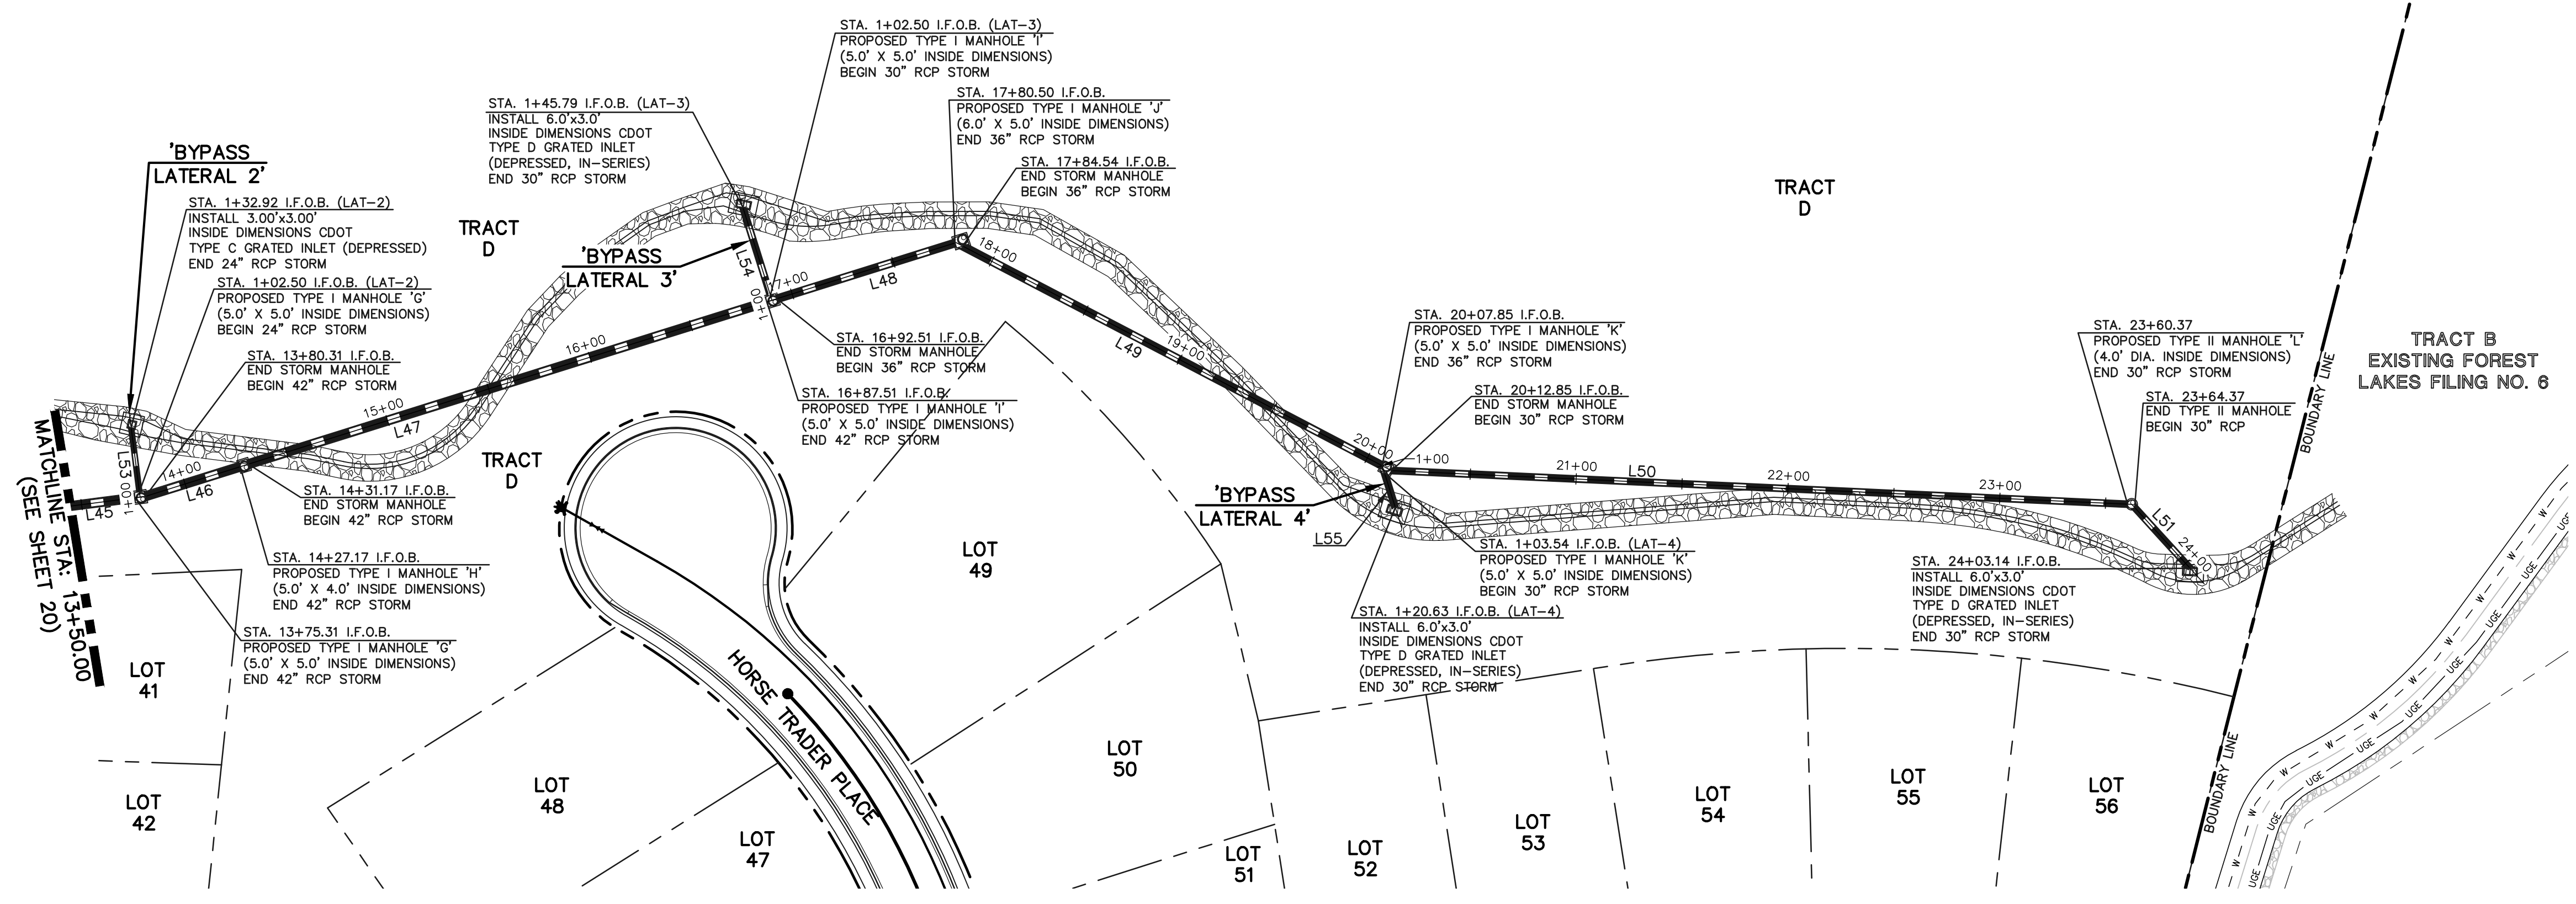 STA. 1+02.50 I.F.O.B. (LAT-3)
PROPOSED TYPE I MANHOLE 'I'
(5.0' X 5.0' INSIDE DIMENSIONS)
BEGIN 30" RCP STORM
STA. 1+45.79 I.F.O.B. (LAT-3)
INSTALL 6.0'x3.0'
INSIDE DIMENSIONS CDOT
TYPE D GRATED INLET
(DEPRESSED, IN-SERIES)
END 30" RCP STORM
STA. 17+80.50 I.F.O.B.
PROPOSED TYPE I MANHOLE 'J'
(6.0' X 5.0' INSIDE DIMENSIONS)
END 36" RCP STORM
STA. 17+84.54 I.F.O.B.
END STORM MANHOLE
BEGIN 36" RCP STORM
'BYPASS
LATERAL 2'
STA. 1+32.92 I.F.O.B. (LAT-2)
INSTALL 3.00'x3.00'
INSIDE DIMENSIONS CDOT
TYPE C GRATED INLET (DEPRESSED)
END 24" RCP STORM
STA. 1+02.50 I.F.O.B. (LAT-2)
PROPOSED TYPE I MANHOLE 'G'
(5.0' X 5.0' INSIDE DIMENSIONS)
BEGIN 24" RCP STORM
STA. 13+80.31 I.F.O.B.
END STORM MANHOLE
BEGIN 42" RCP STORM
TRACT
D
'BYPASS
LATERAL 3'
L54
17+00
1+00
L48
18+00
TRACT
D
16+00
15+00
L47
STA. 16+92.51 I.F.O.B.
END STORM MANHOLE
BEGIN 36" RCP STORM
STA. 16+87.51 I.F.O.B.
PROPOSED TYPE I MANHOLE 'I'
(5.0' X 5.0' INSIDE DIMENSIONS)
END 42" RCP STORM
L49
19+00
STA. 20+07.85 I.F.O.B.
PROPOSED TYPE I MANHOLE 'K'
(5.0' X 5.0' INSIDE DIMENSIONS)
END 36" RCP STORM
STA. 20+12.85 I.F.O.B.
END STORM MANHOLE
BEGIN 30" RCP STORM
STA. 23+60.37
PROPOSED TYPE II MANHOLE 'L'
(4.0' DIA. INSIDE DIMENSIONS)
END 30" RCP STORM
STA. 23+64.37
END TYPE II MANHOLE
BEGIN 30" RCP
BOUNDARY LINE
TRACT B
EXISTING FOREST
LAKES FILING NO. 6
MATCHLINE STA: 13+50.00
(SEE SHEET 20)
L53
1+00
L45
14+00
L46
STA. 14+31.17 I.F.O.B.
END STORM MANHOLE
BEGIN 42" RCP STORM
STA. 14+27.17 I.F.O.B.
PROPOSED TYPE I MANHOLE 'H'
(5.0' X 4.0' INSIDE DIMENSIONS)
END 42" RCP STORM
STA. 13+75.31 I.F.O.B.
PROPOSED TYPE I MANHOLE 'G'
(5.0' X 5.0' INSIDE DIMENSIONS)
END 42" RCP STORM
TRACT
D
20+00
1+00
21+00
L50
22+00
23+00
L51
24+00
'BYPASS
LATERAL 4'
L55
STA. 1+03.54 I.F.O.B. (LAT-4)
PROPOSED TYPE I MANHOLE 'K'
(5.0' X 5.0' INSIDE DIMENSIONS)
BEGIN 30" RCP STORM
STA. 1+20.63 I.F.O.B. (LAT-4)
INSTALL 6.0'x3.0'
INSIDE DIMENSIONS CDOT
TYPE D GRATED INLET
(DEPRESSED, IN-SERIES)
END 30" RCP STORM
STA. 24+03.14 I.F.O.B.
INSTALL 6.0'x3.0'
INSIDE DIMENSIONS CDOT
TYPE D GRATED INLET
(DEPRESSED, IN-SERIES)
END 30" RCP STORM
LOT
49
LOT
41
LOT
42
LOT
48
LOT
47
HORSE TRADER PLACE
LOT
50
LOT
51
LOT
52
LOT
53
LOT
54
LOT
55
LOT
56
BOUNDARY LINE
W
W
W
W
W
W
W
W
UGE
UGE
UGE
UGE
UGE
UGE
UGE
UGE
UGE